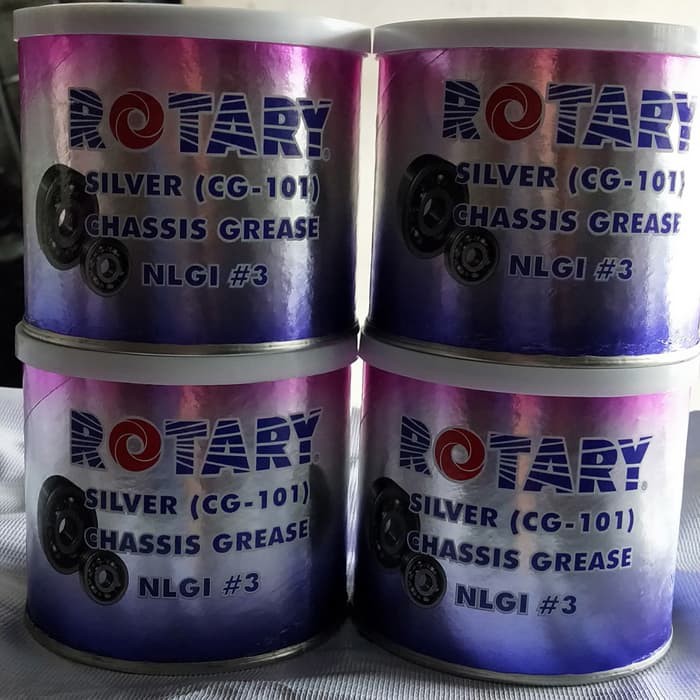 ROTARY®
SILVER (CG-101)
CHASSIS GREASE
NLGI #3
ROTARY
SILVER (CG-101)
CHASSIS GREASE
NLGI #3
ROTARY®
SILVER (CG-101)
CHASSIS GREASE
NLGI #3
ROTARY®
SILVER (CG-101)
CHASSIS GREASE
NLGI #3